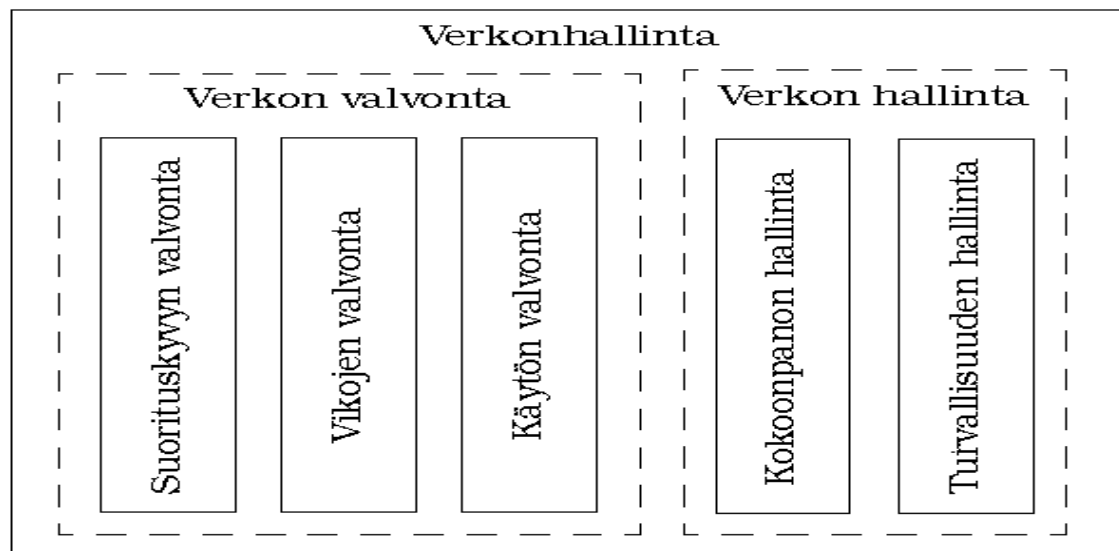 Verkonhallinta
Verkon valvonta
Suorituskyvyn valvonta
Vikojen valvonta
Käytön valvonta
Verkon hallinta
Kokoonpanon hallinta
Turvallisuuden hallinta